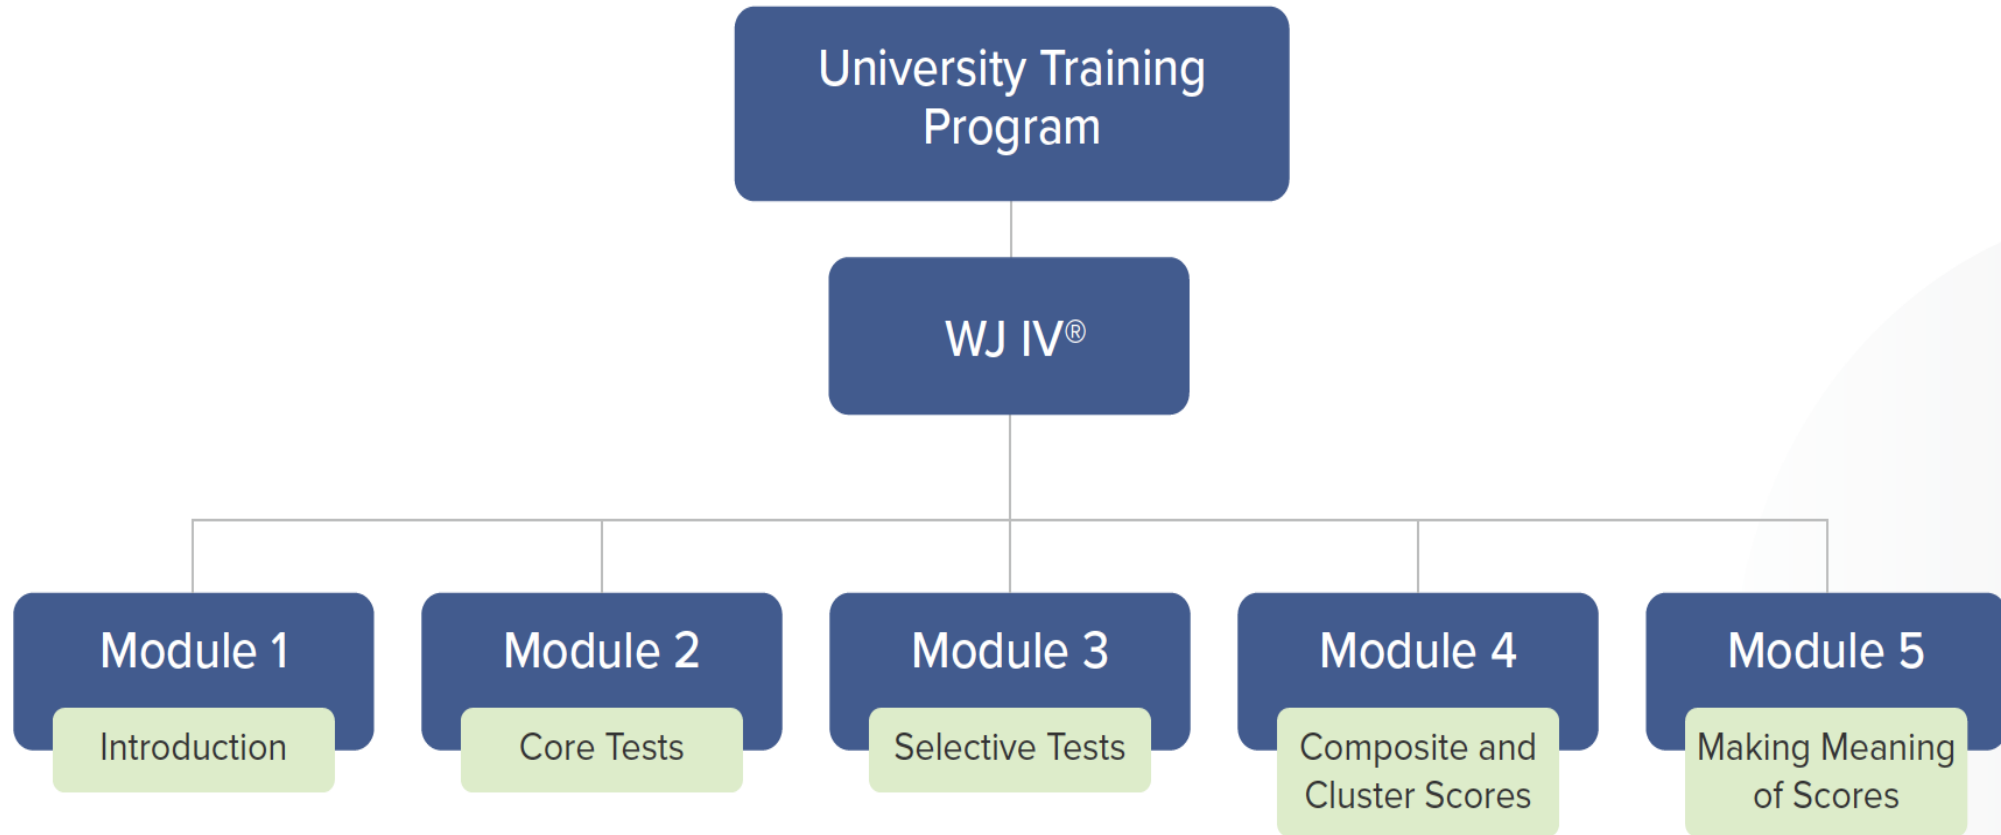 University Training
Program
WJ IV®
Module 1
Introduction
Module 2
Core Tests
Module 3
Selective Tests
Module 4
Composite and
Cluster Scores
Module 5
Making Meaning
of Scores